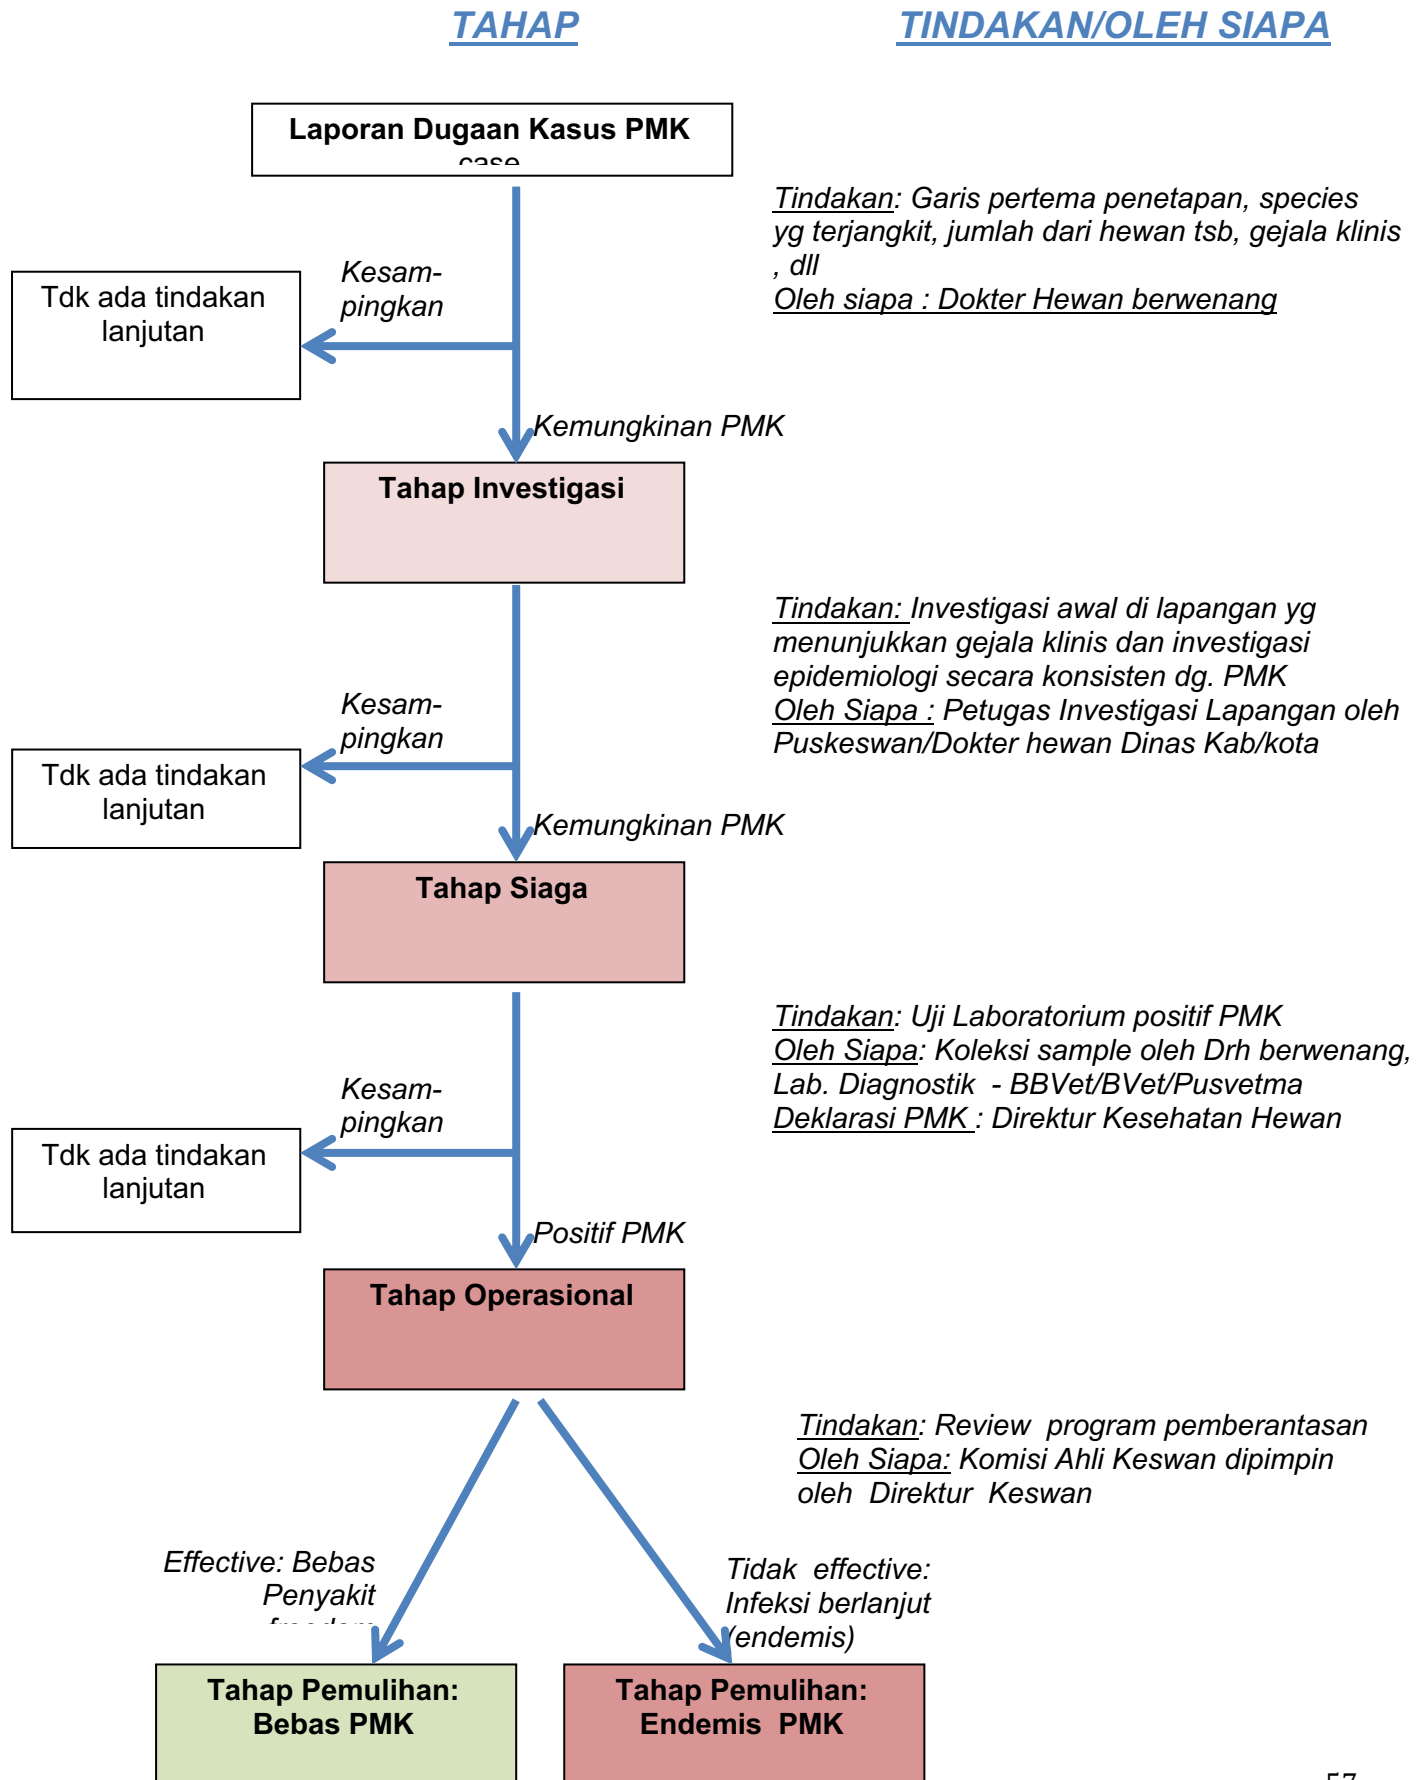 TAHAP
TINDAKAN/OLEH SIAPA
Laporan Dugaan Kasus PMK
case
Tindakan: Garis pertema penetapan, species
yg terjangkit, jumlah dari hewan tsb, gejala klinis
, dll
Oleh siapa : Dokter Hewan berwenang
Kesam-
pingkan
Tdk ada tindakan
lanjutan
Kemungkinan PMK
Tahap Investigasi
Tindakan: Investigasi awal di lapangan yg
menunjukkan gejala klinis dan investigasi
epidemiologi secara konsisten dg. PMK
Oleh Siapa : Petugas Investigasi Lapangan oleh
Puskeswan/Dokter hewan Dinas Kab/kota
Kesam-
pingkan
Tdk ada tindakan
lanjutan
Kemungkinan PMK
Tahap Siaga
Tindakan: Uji Laboratorium positif PMK
Oleh Siapa: Koleksi sample oleh Drh berwenang,
Lab. Diagnostik  - BBVet/BVet/Pusvetma
Deklarasi PMK : Direktur Kesehatan Hewan
Kesam-
pingkan
Tdk ada tindakan
lanjutan
Positif PMK
Tahap Operasional
Tindakan: Review  program pemberantasan
Oleh Siapa: Komisi Ahli Keswan dipimpin
oleh  Direktur  Keswan
Effective: Bebas
Penyakit
Tidak  effective:
Infeksi berlanjut
(endemis)
Tahap Pemulihan:
Bebas PMK
Tahap Pemulihan:
Endemis  PMK
57